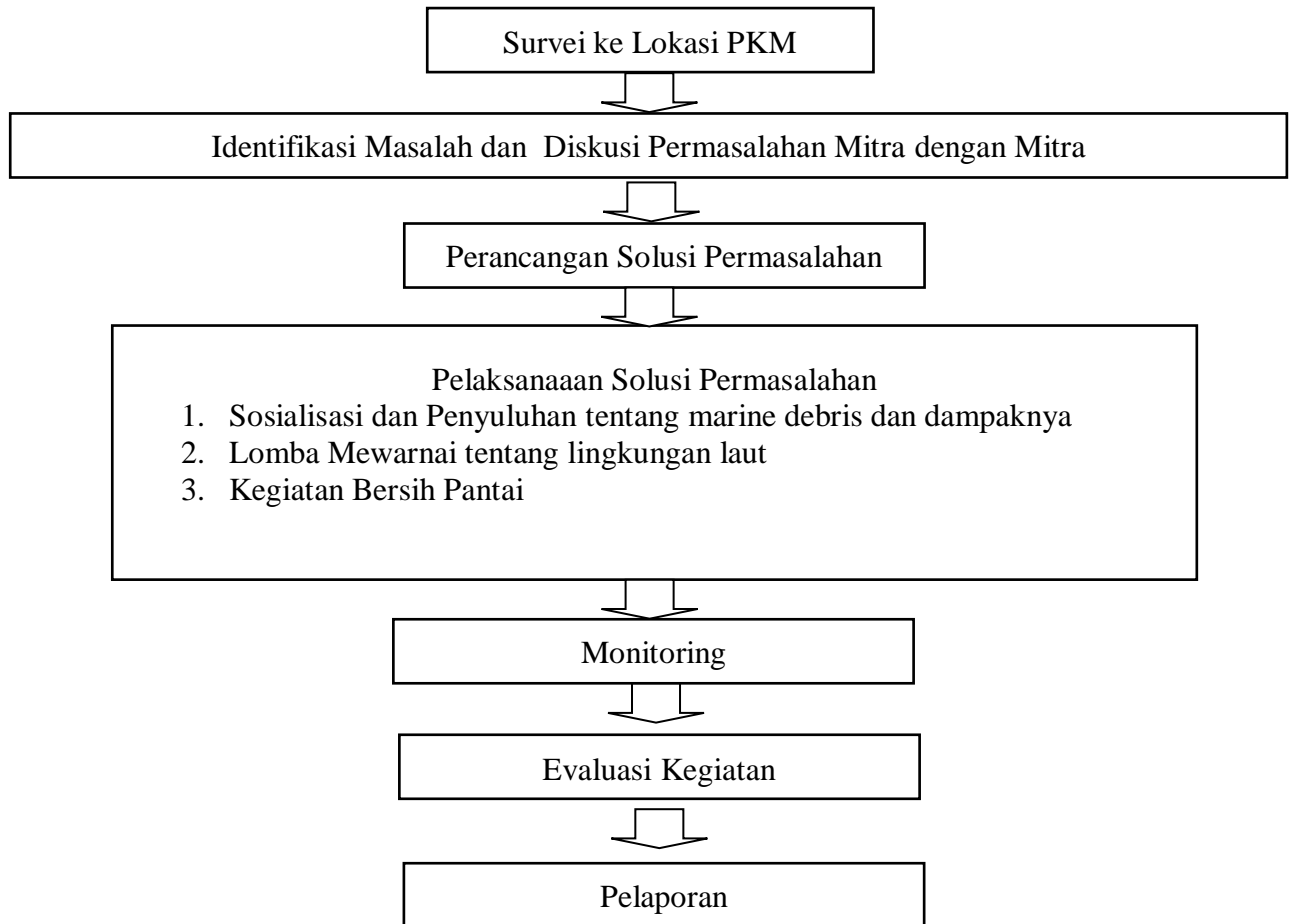 Survei ke Lokasi PKM
Identifikasi Masalah dan Diskusi Permasalahan Mitra dengan Mitra
Perancangan Solusi Permasalahan
Pelaksanaaan Solusi Permasalahan
1. Sosialisasi dan Penyuluhan tentang marine debris dan dampaknya
2. Lomba Mewarnai tentang lingkungan laut
3. Kegiatan Bersih Pantai
Monitoring
Evaluasi Kegiatan
Pelaporan